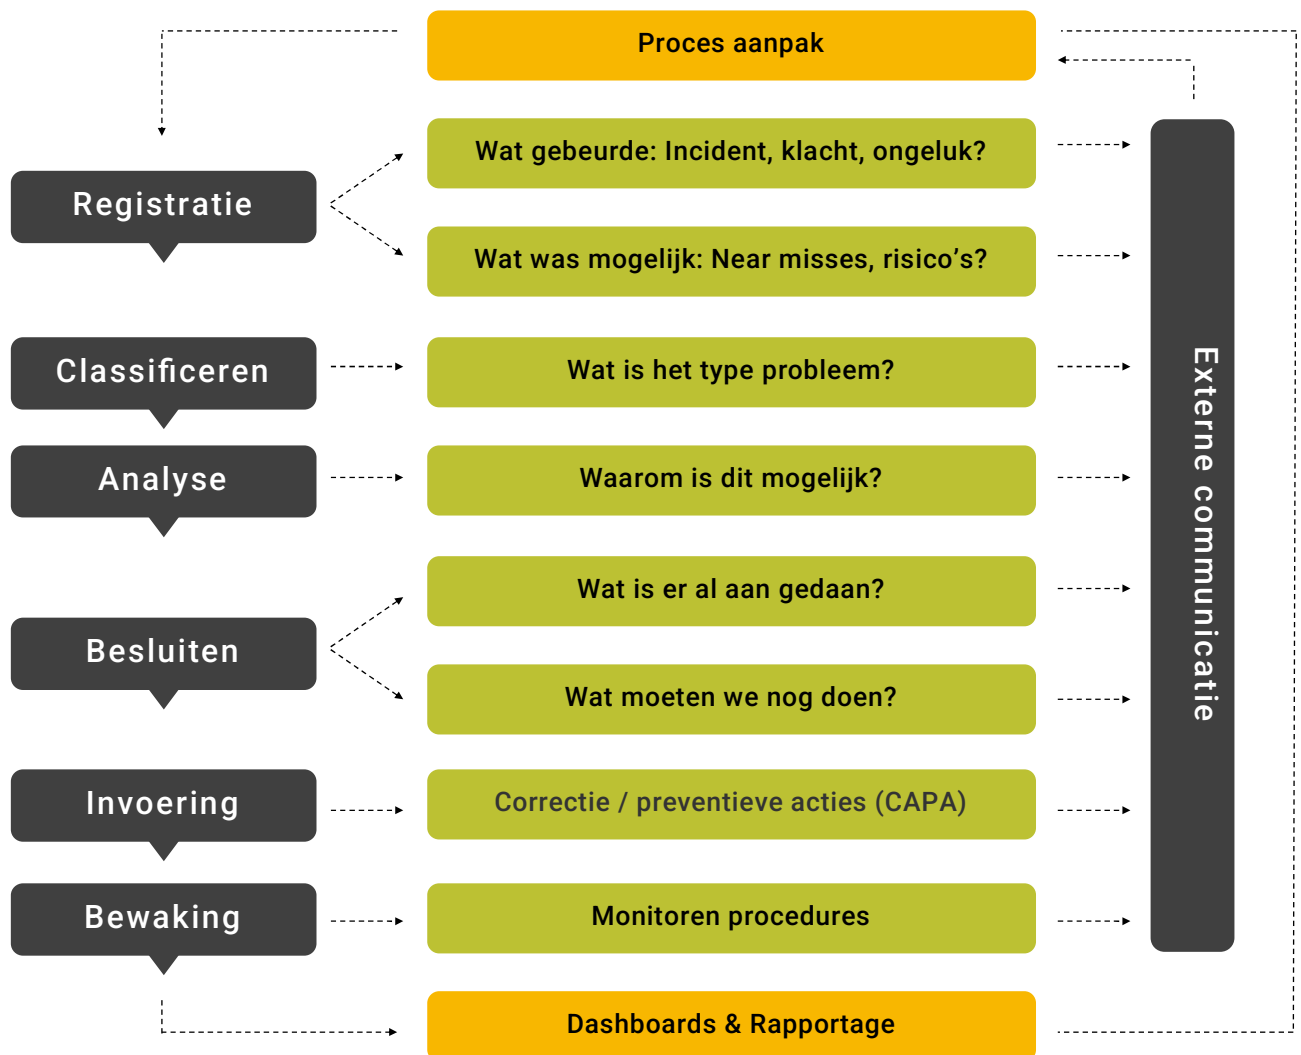 Proces aanpak
Wat gebeurde: Incident, klacht, ongeluk?
Registratie
Wat was mogelijk: Near misses, risico's?
Classificeren
Wat is het type probleem?
Analyse
Waarom is dit mogelijk?
Wat is er al aan gedaan?
Besluiten
Wat moeten we nog doen?
Invoering
Correctie / preventieve acties (CAPA)
Bewaking
Monitoren procedures
Dashboards & Rapportage
Externe communicatie